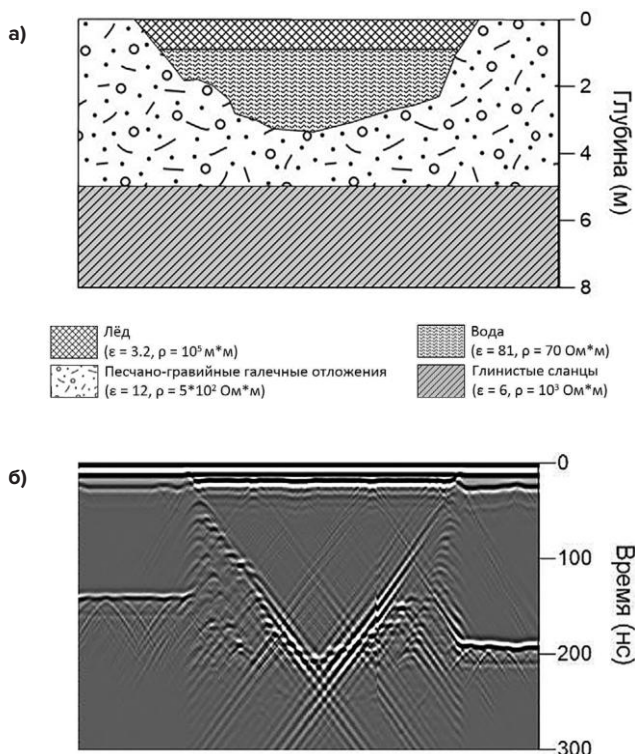 а)
0
2
4
6
8
Глубина (м)
Лёд
(ε = 3.2, ρ = 10⁵ м*м)
Вода
(ε = 81, ρ = 70 Ом*м)
Песчано-гравийные галечные отложения
(ε = 12, ρ = 5*10² Ом*м)
Глинистые сланцы
(ε = 6, ρ = 10³ Ом*м)
б)
0
100
200
300
Время (нс)